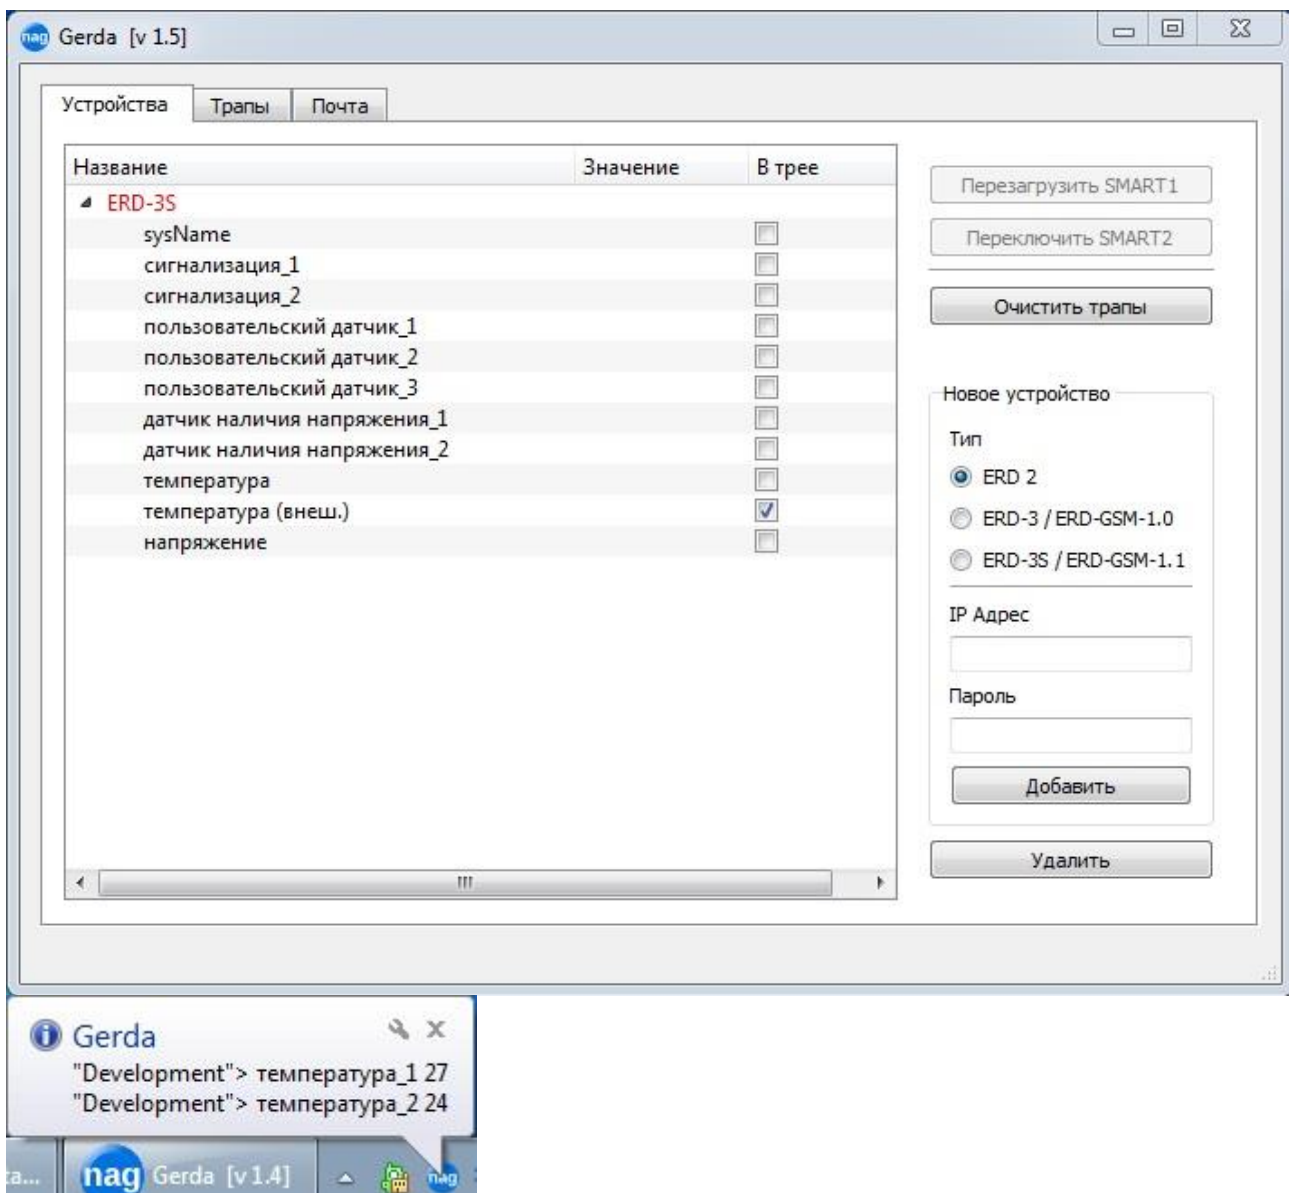 nag Gerda [v 1.5]
Устройства Трапы Почта
Название Значение В трее
ERD-3S
sysName
сигнализация_1
сигнализация_2
пользовательский датчик_1
пользовательский датчик_2
пользовательский датчик_3
датчик наличия напряжения_1
датчик наличия напряжения_2
температура
температура (внеш.)
напряжение
Перезагрузить SMART1
Переключить SMART2
Очистить трапы
Новое устройство
Тип
ERD 2
ERD-3 / ERD-GSM-1.0
ERD-3S / ERD-GSM-1.1
IP Адрес
Пароль
Добавить
Удалить
Gerda
"Development"> температура_1 27
"Development"> температура_2 24
nag Gerda [v 1.4] nag